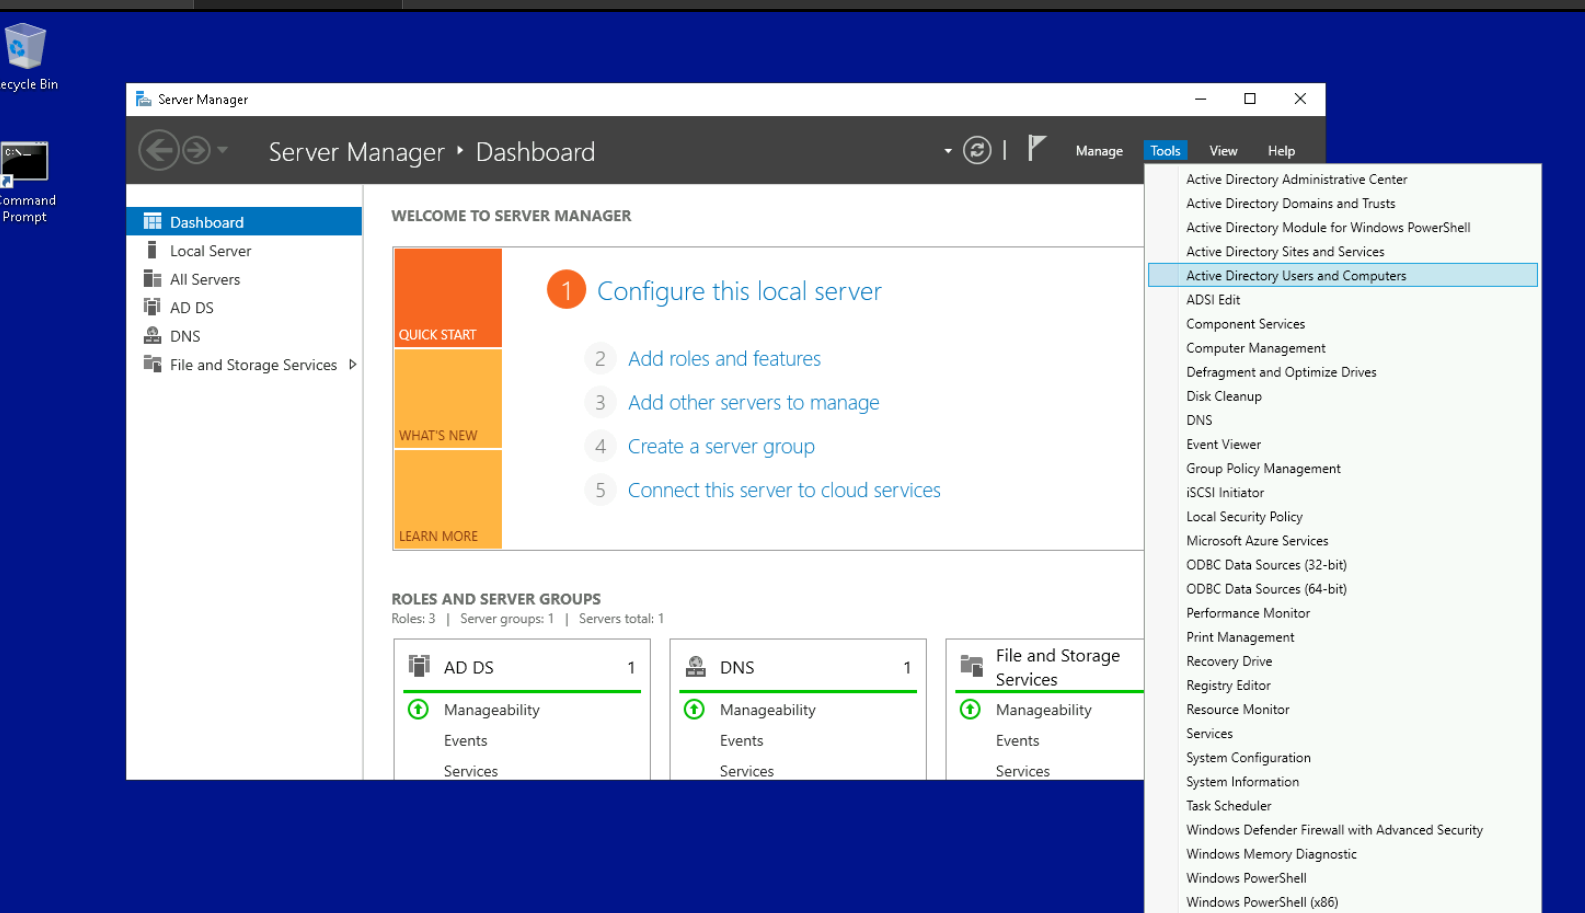 ecycle Bin
C:\
ommand
Prompt
Server Manager
Server Manager ‣ Dashboard
Manage
Tools
View
Help
Dashboard
Local Server
All Servers
AD DS
DNS
File and Storage Services
WELCOME TO SERVER MANAGER
QUICK START
WHAT'S NEW
LEARN MORE
1 Configure this local server
2 Add roles and features
3 Add other servers to manage
4 Create a server group
5 Connect this server to cloud services
ROLES AND SERVER GROUPS
Roles: 3 | Server groups: 1 | Servers total: 1
AD DS 1
Manageability
Events
Services
DNS 1
Manageability
Events
Services
File and Storage
Services
Manageability
Events
Services
Active Directory Administrative Center
Active Directory Domains and Trusts
Active Directory Module for Windows PowerShell
Active Directory Sites and Services
Active Directory Users and Computers
ADSI Edit
Component Services
Computer Management
Defragment and Optimize Drives
Disk Cleanup
DNS
Event Viewer
Group Policy Management
iSCSI Initiator
Local Security Policy
Microsoft Azure Services
ODBC Data Sources (32-bit)
ODBC Data Sources (64-bit)
Performance Monitor
Print Management
Recovery Drive
Registry Editor
Resource Monitor
Services
System Configuration
System Information
Task Scheduler
Windows Defender Firewall with Advanced Security
Windows Memory Diagnostic
Windows PowerShell
Windows PowerShell (x86)